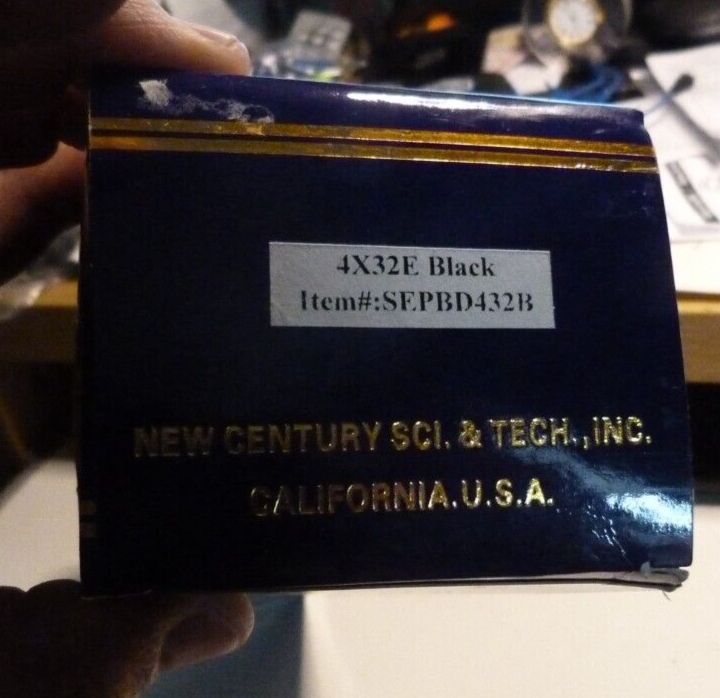 4X32E Black
Item#:SEPBD432B
NEW CENTURY SCI. & TECH.,INC.
CALIFORNIA.U.S.A.